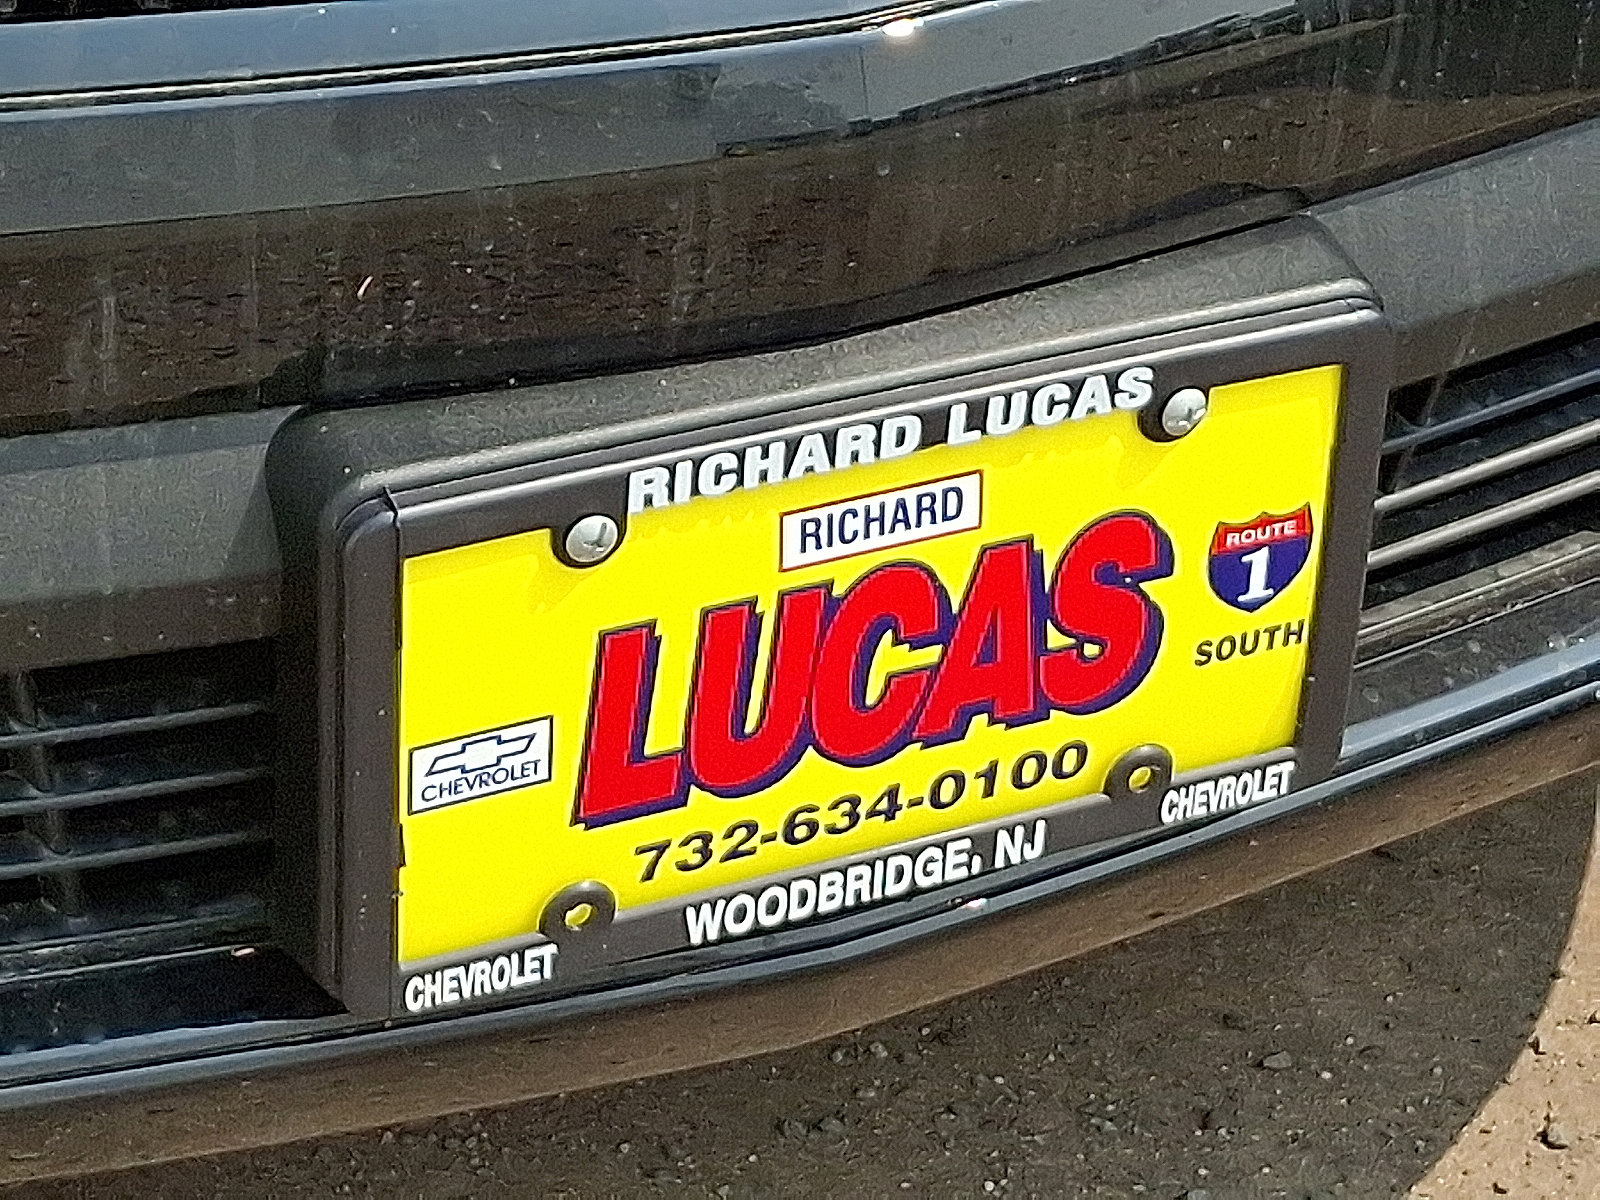 RICHARD LUCAS
RICHARD
LUCAS
ROUTE
1
SOUTH
CHEVROLET
732-634-0100
WOODBRIDGE, NJ
CHEVROLET
CHEVROLET